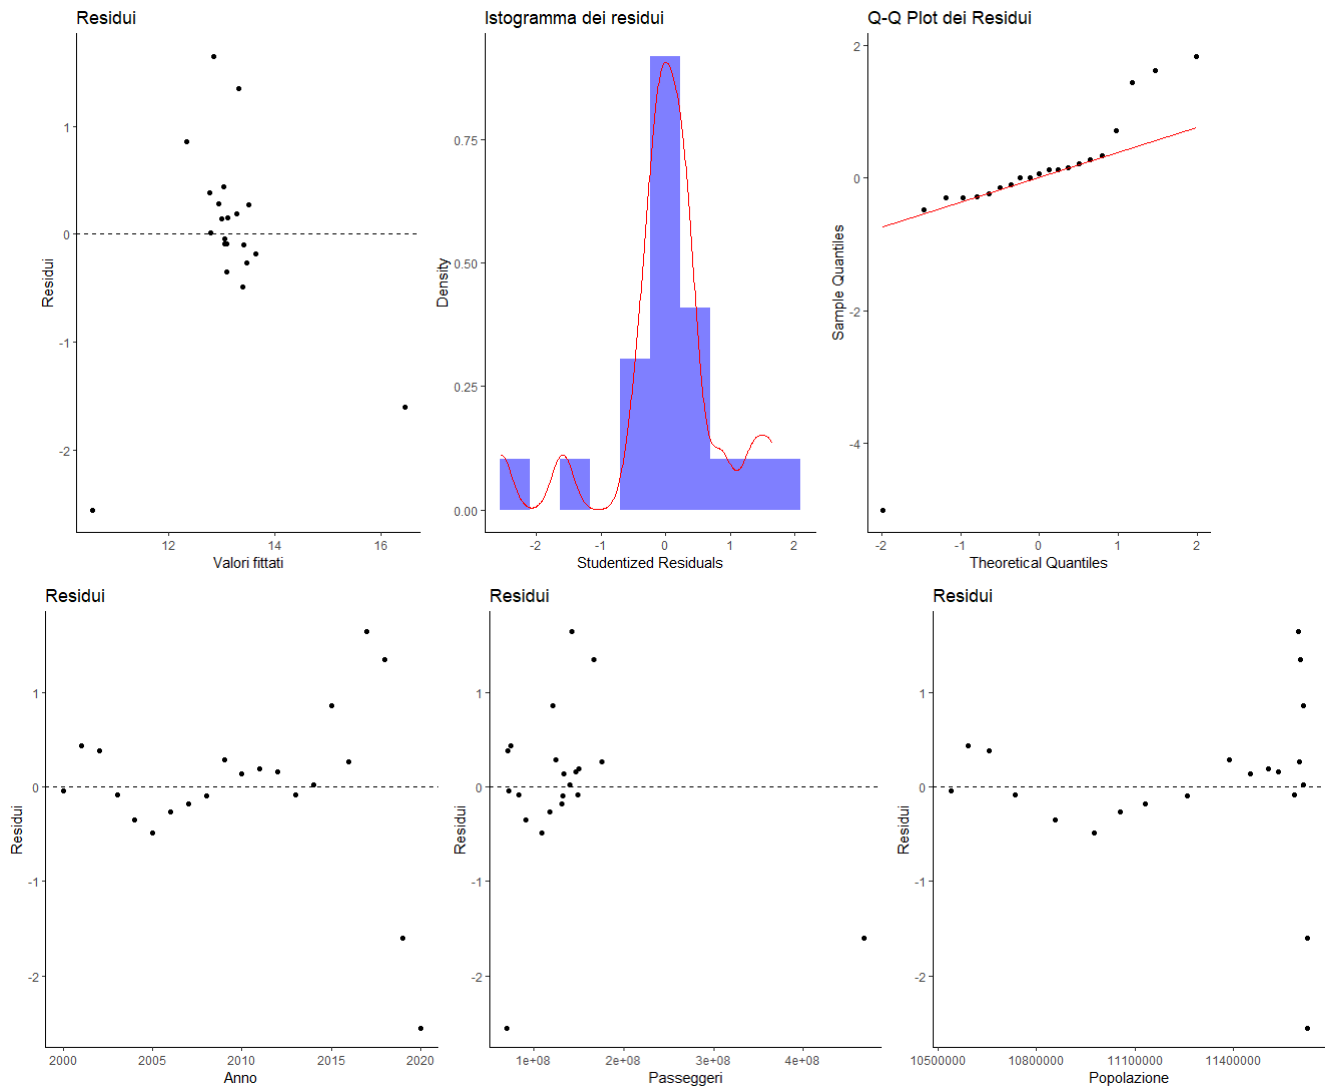 Residui
Istogramma dei residui
Q-Q Plot dei Residui
1
0
-1
-2
Residui
12
14
16
Valori fittati
0.75
0.50
0.25
0.00
Density
-2
-1
0
1
2
Studentized Residuals
2
0
-2
-4
Sample Quantiles
-2
-1
0
1
2
Theoretical Quantiles
Residui
Residui
Residui
1
0
-1
-2
Residui
2000
2005
2010
2015
2020
Anno
1
0
-1
-2
Residui
1e+08
2e+08
3e+08
4e+08
Passeggeri
1
0
-1
-2
Residui
10500000
10800000
11100000
11400000
Popolazione